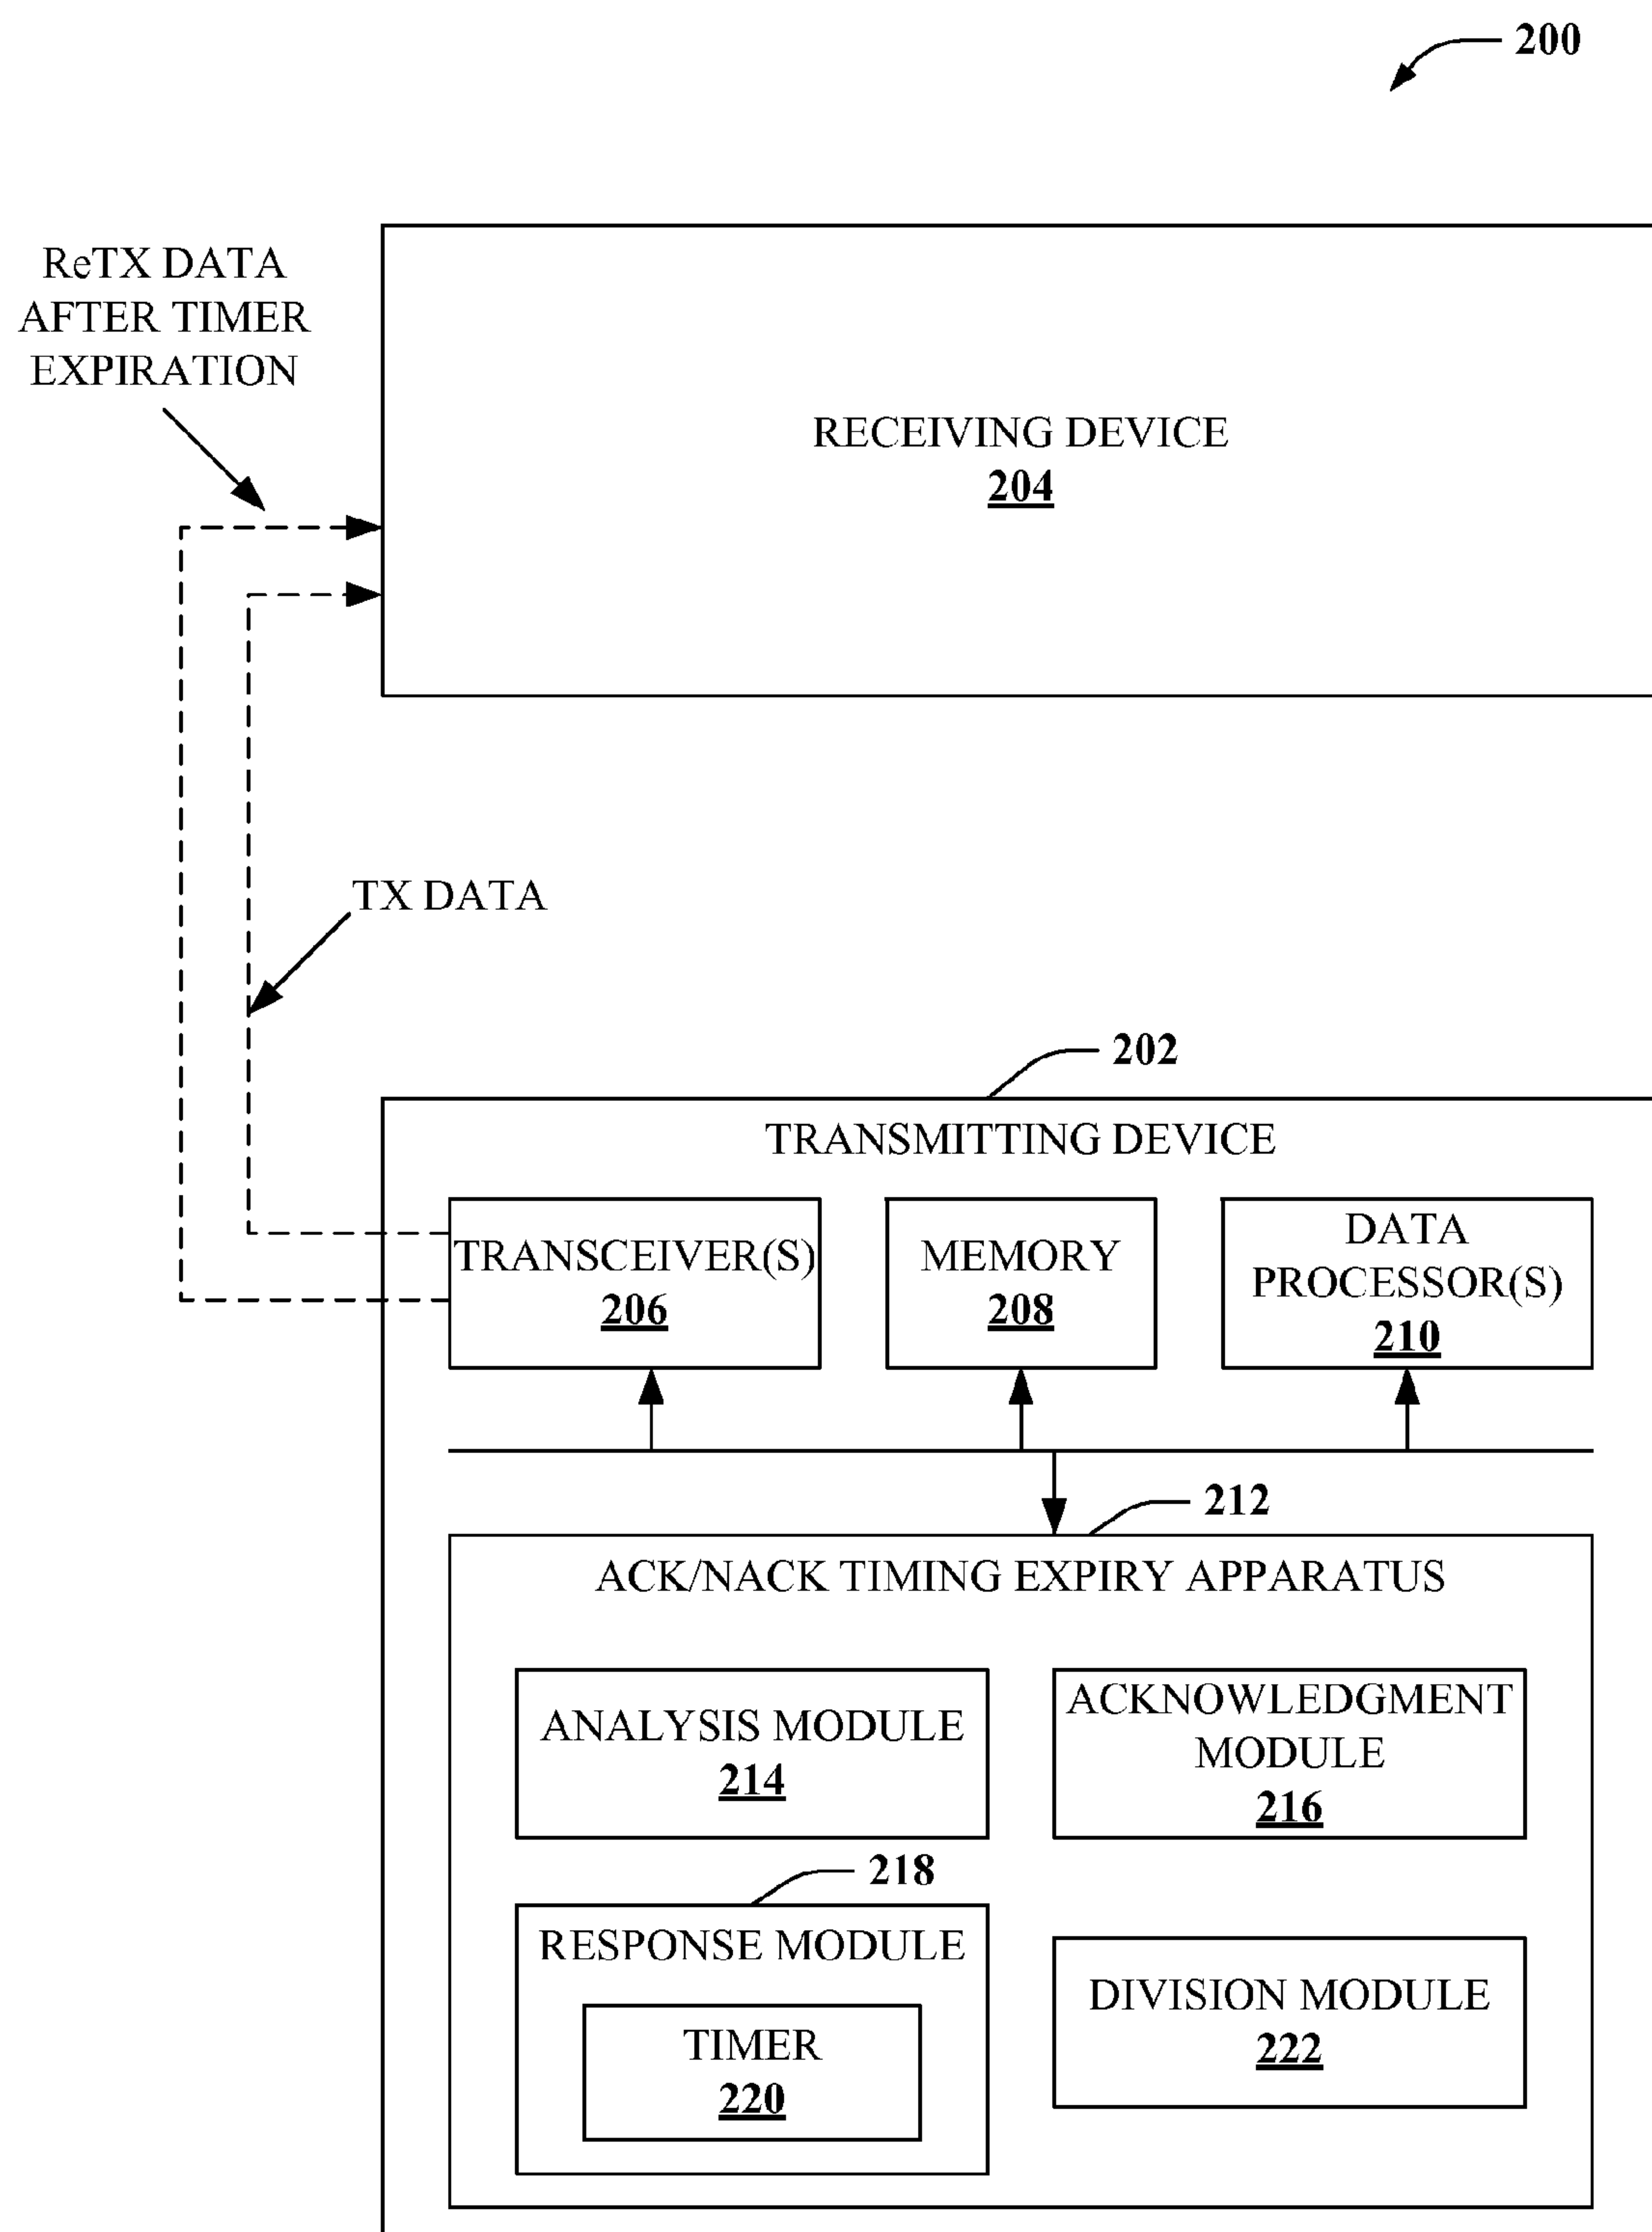 200
ReTX DATA
AFTER TIMER
EXPIRATION
RECEIVING DEVICE
204
TX DATA
202
TRANSMITTING DEVICE
TRANSCEIVER(S)
206
MEMORY
208
DATA
PROCESSOR(S)
210
212
ACK/NACK TIMING EXPIRY APPARATUS
ANALYSIS MODULE
214
ACKNOWLEDGMENT
MODULE
216
218
RESPONSE MODULE
TIMER
220
DIVISION MODULE
222